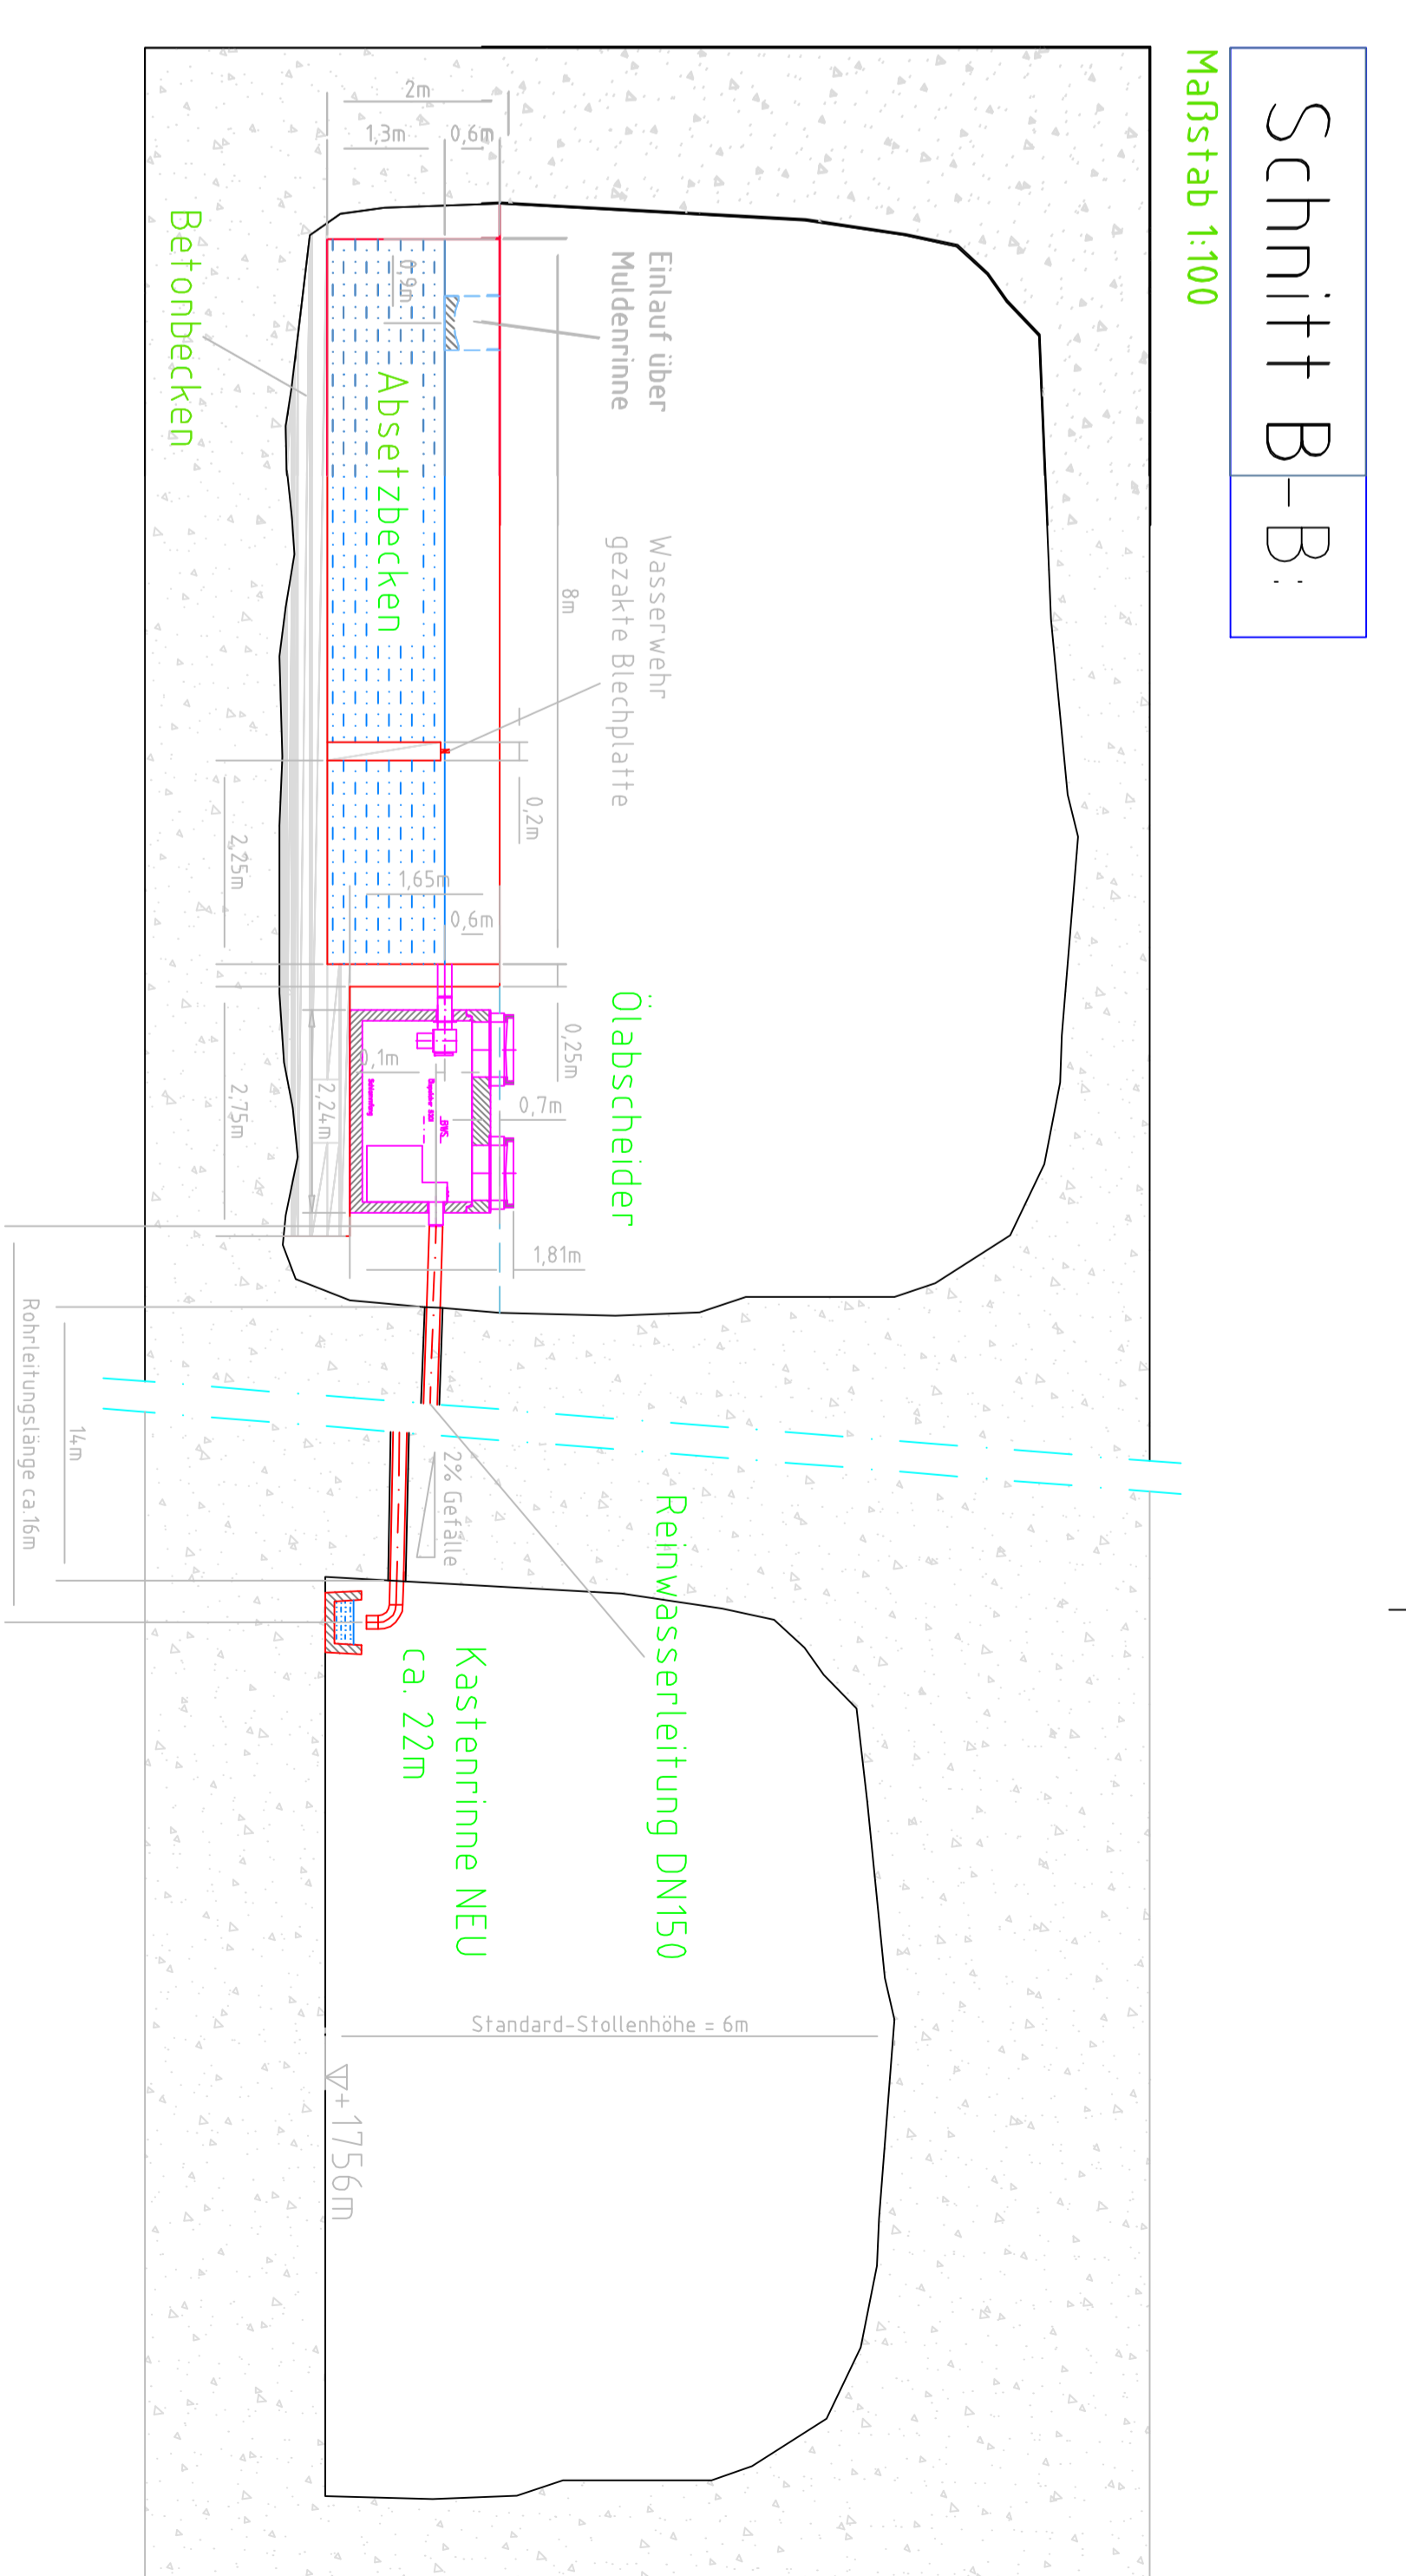 Schnitt B-B:
Maßstab 1:100
Einlauf über
Muldenrinne
Wasserwehr
gezakte Blechplatte
Ölabscheider
8m
0,2m
0,25m
0,7m
1,81m
2m
1,3m
0,6m
0,9m
Absetzbecken
1,65m
0,6m
0,1m
2,25m
2,75m
2,24m
Betonbecken
Reinwasserleitung DN150
Kastenrinne NEU
ca. 22m
2% Gefälle
14m
Rohrleitungslänge ca.16m
Standard-Stollenhöhe = 6m
+1756m